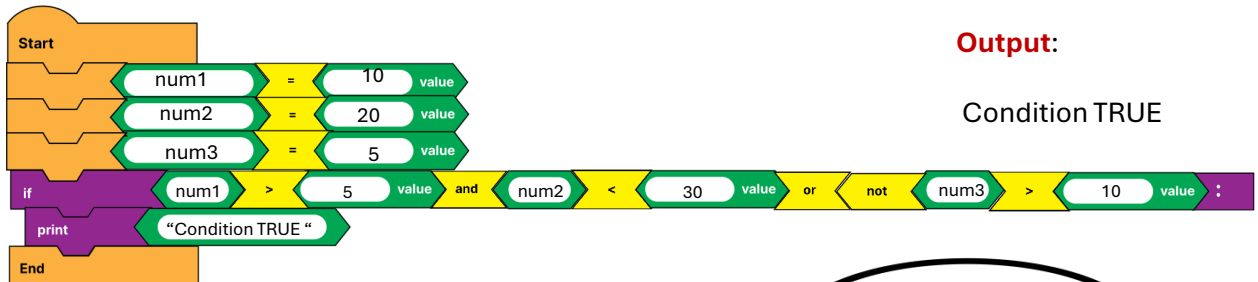 Start
Output:
num1 = 10 value
num2 = 20 value
Condition TRUE
num3 = 5 value
if num1 > 5 value and num2 < 30 value or not num3 > 10 value :
print “Condition TRUE “
End